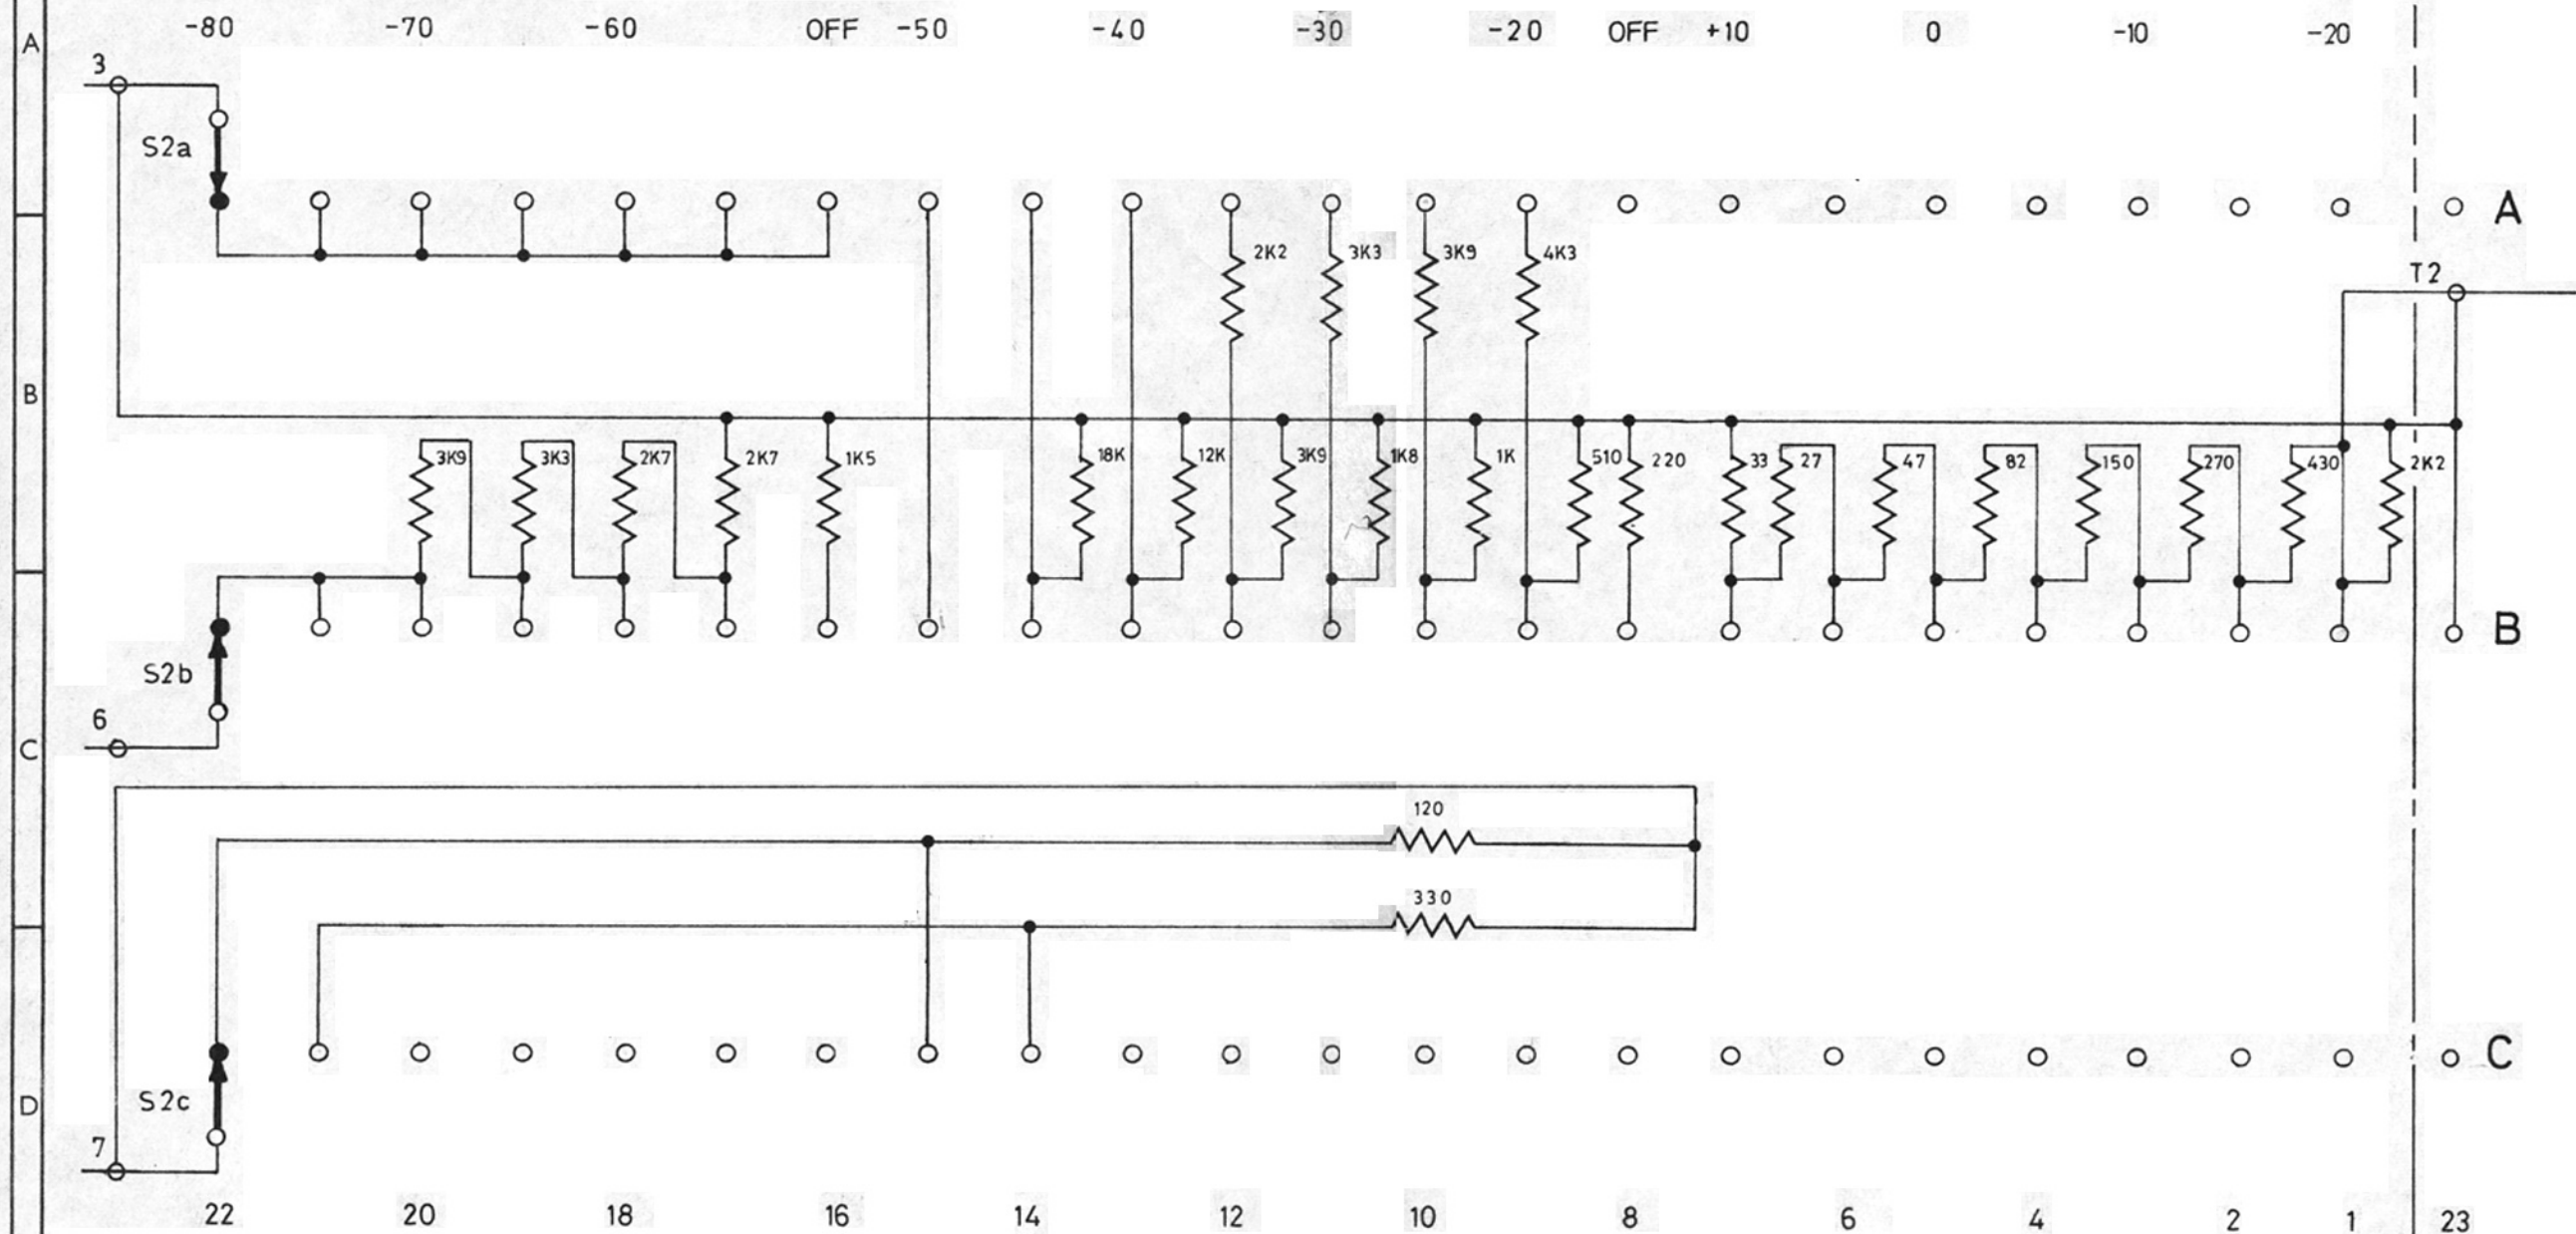 A -80 -70 -60 OFF -50 -40 -30 -20 OFF +10 0 -10 -20
3
S2a
A
2K2 3K3 3K9 4K3
T2
B
3K9 3K3 2K7 2K7 1K5 18K 12K 3K9 1K8 1K 510 220 33 27 47 82 150 270 430 2K2
B
S2b
6
C
120
330
C
D S2c
7
22 20 18 16 14 12 10 8 6 4 2 1 23